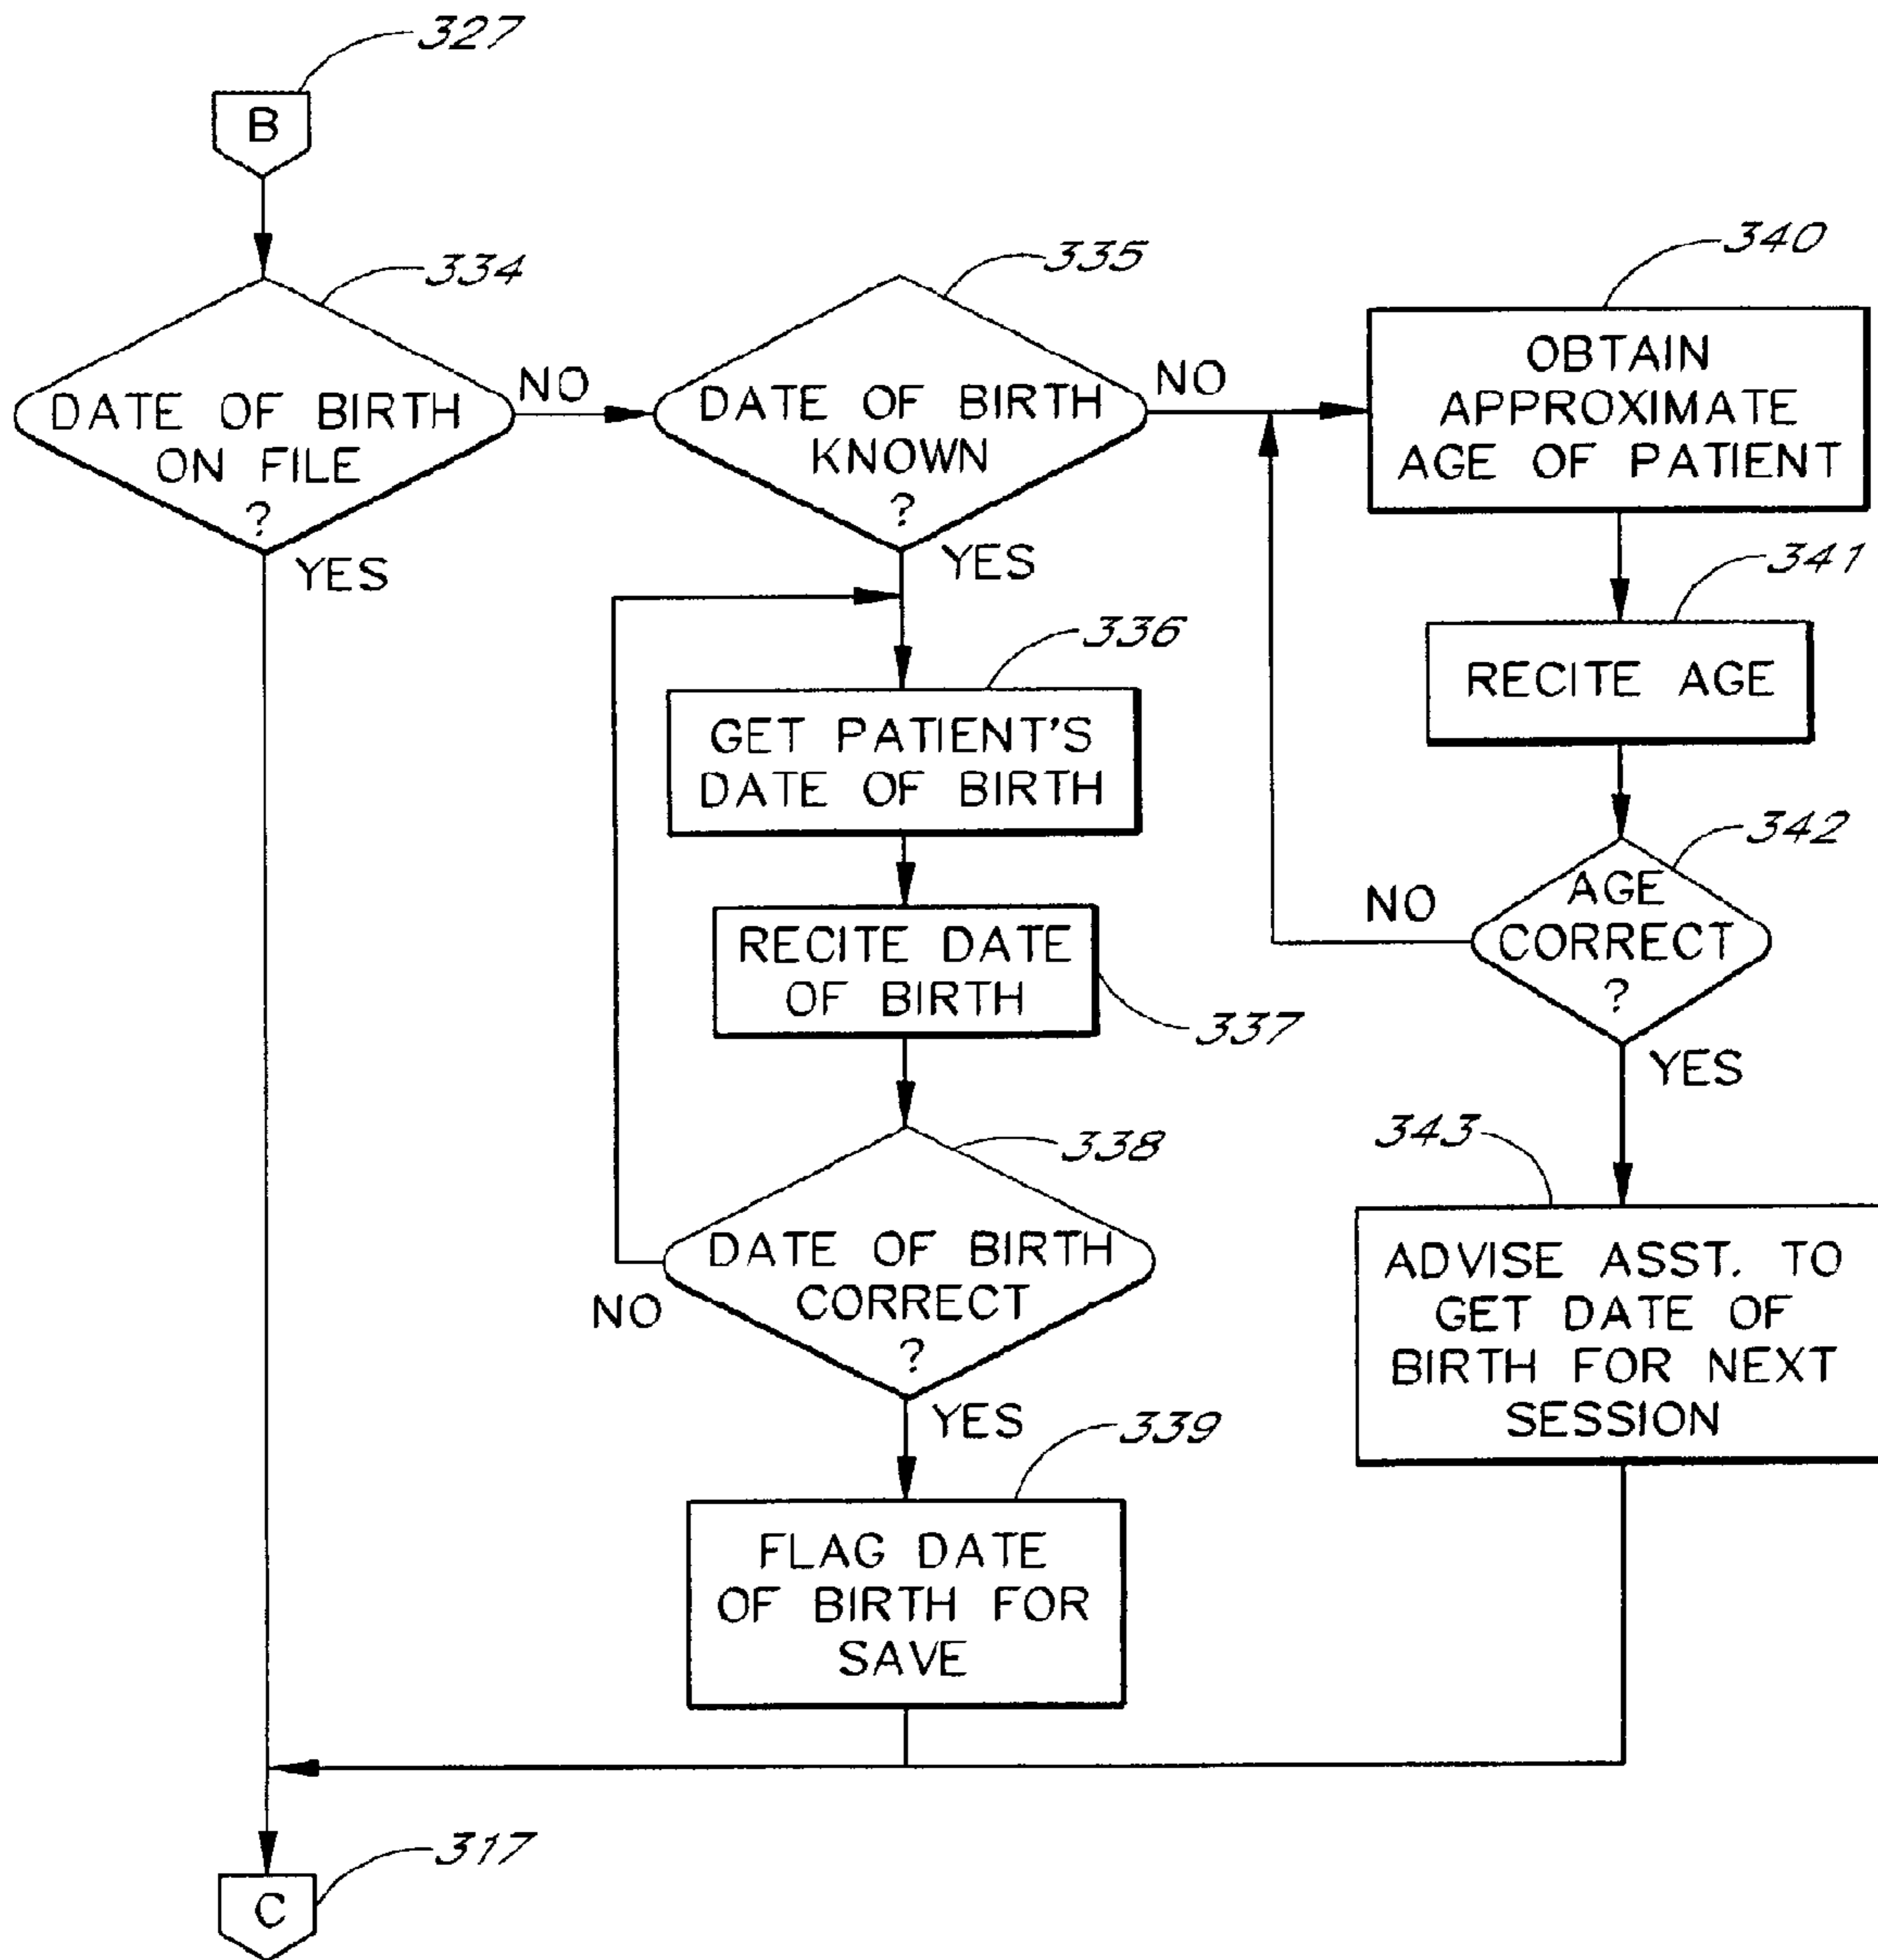 327
B
334
DATE OF BIRTH
ON FILE
?
NO
YES
335
DATE OF BIRTH
KNOWN
?
NO
YES
340
OBTAIN
APPROXIMATE
AGE OF PATIENT
341
RECITE AGE
342
AGE
CORRECT
?
NO
YES
343
ADVISE ASST. TO
GET DATE OF
BIRTH FOR NEXT
SESSION
336
GET PATIENT'S
DATE OF BIRTH
RECITE DATE
OF BIRTH
337
338
DATE OF BIRTH
CORRECT
?
NO
YES
339
FLAG DATE
OF BIRTH FOR
SAVE
317
C